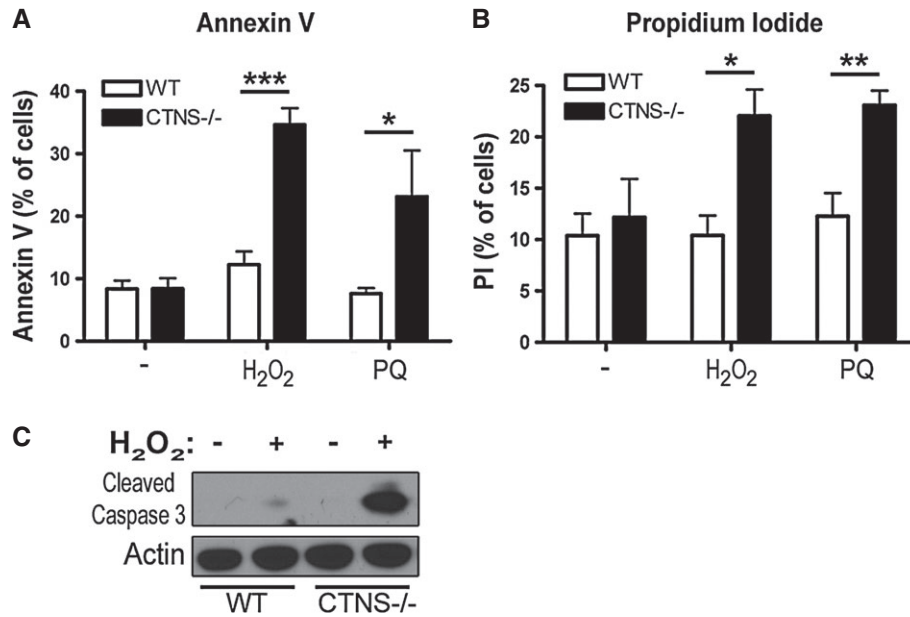 A
Annexin V
Annexin V (% of cells)
40
30
20
10
0
WT
CTNS-/-
***
*
-
H₂O₂
PQ
B
Propidium Iodide
PI (% of cells)
25
20
15
10
5
0
WT
CTNS-/-
*
**
-
H₂O₂
PQ
C
H₂O₂: - + - +
Cleaved
Caspase 3
Actin
WT CTNS-/-